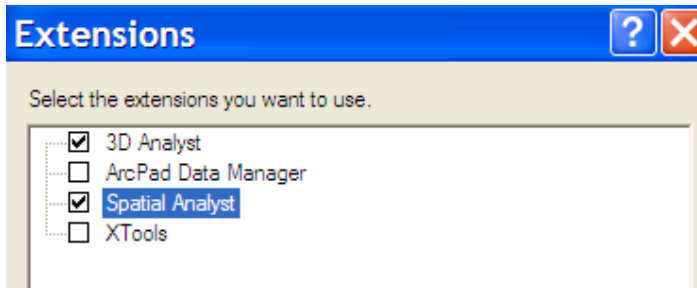 Extensions
Select the extensions you want to use.
3D Analyst
ArcPad Data Manager
Spatial Analyst
XTools